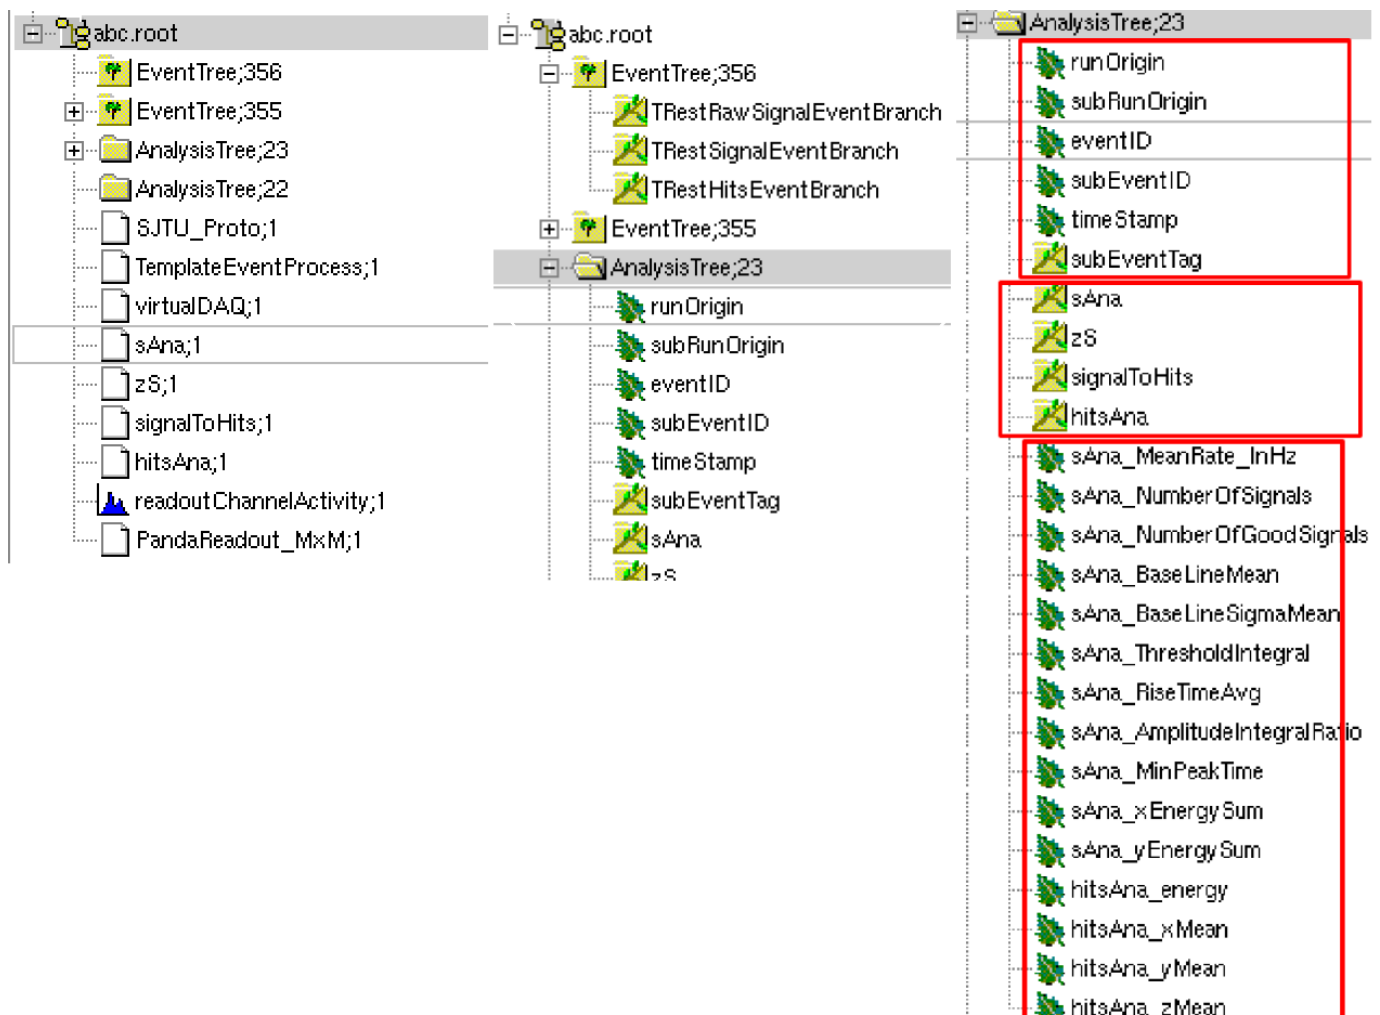 abc.root
EventTree;356
EventTree;355
AnalysisTree;23
AnalysisTree;22
SJTU_Proto;1
TemplateEventProcess;1
virtualDAQ;1
sAna;1
zS;1
signalToHits;1
hitsAna;1
readoutChannelActivity;1
PandaReadout_MxM;1
abc.root
EventTree;356
TRestRawSignalEventBranch
TRestSignalEventBranch
TRestHitsEventBranch
EventTree;355
AnalysisTree;23
runOrigin
subRunOrigin
eventID
subEventID
timeStamp
subEventTag
sAna
zS
AnalysisTree;23
runOrigin
subRunOrigin
eventID
subEventID
timeStamp
subEventTag
sAna
zS
signalToHits
hitsAna
sAna_MeanRate_InHz
sAna_NumberOfSignals
sAna_NumberOfGoodSignals
sAna_BaseLineMean
sAna_BaseLineSigmaMean
sAna_ThresholdIntegral
sAna_RiseTimeAvg
sAna_AmplitudeIntegralRatio
sAna_MinPeakTime
sAna_xEnergySum
sAna_yEnergySum
hitsAna_energy
hitsAna_xMean
hitsAna_yMean
hitsAna_zMean